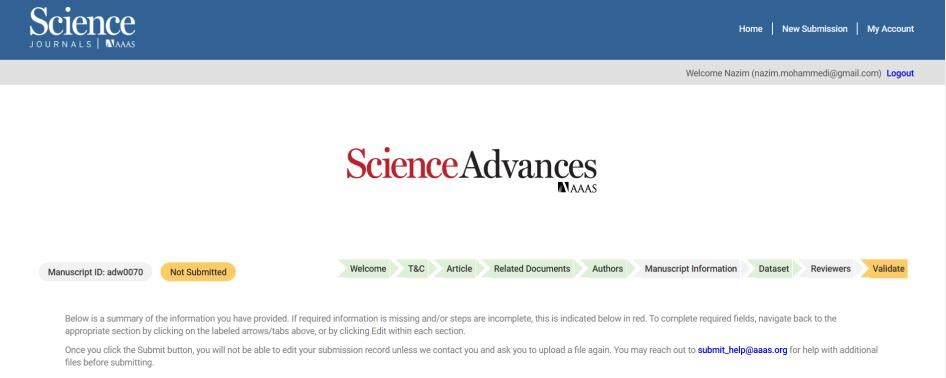 Science
JOURNALS | AAAS
Home | New Submission | My Account
Welcome Nazim (nazim.mohammedi@gmail.com) Logout
Science Advances
AAAS
Manuscript ID: adw0070 Not Submitted Welcome T&C Article Related Documents Authors Manuscript Information Dataset Reviewers Validate
Below is a summary of the information you have provided. If required information is missing and/or steps are incomplete, this is indicated below in red. To complete required fields, navigate back to the
appropriate section by clicking on the labeled arrows/tabs above, or by clicking Edit within each section.
Once you click the Submit button, you will not be able to edit your submission record unless we contact you and ask you to upload a file again. You may reach out to submit_help@aaas.org for help with additional
files before submitting.